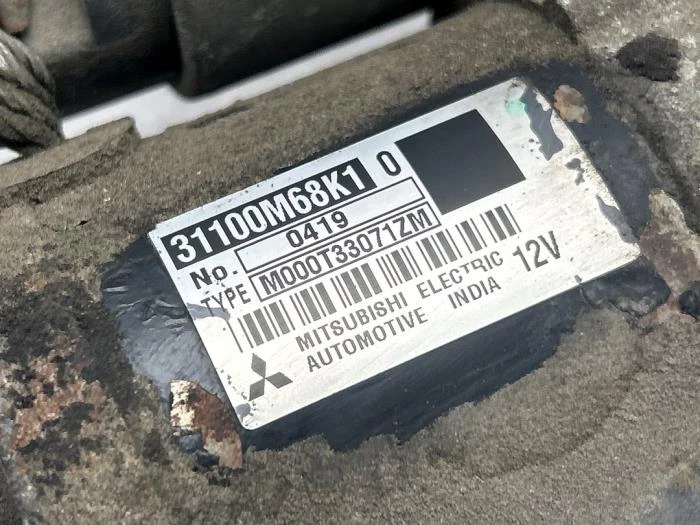 31100M68K1 0
No. 0419
TYPE M000T33071ZM
MITSUBISHI ELECTRIC 12V
AUTOMOTIVE INDIA